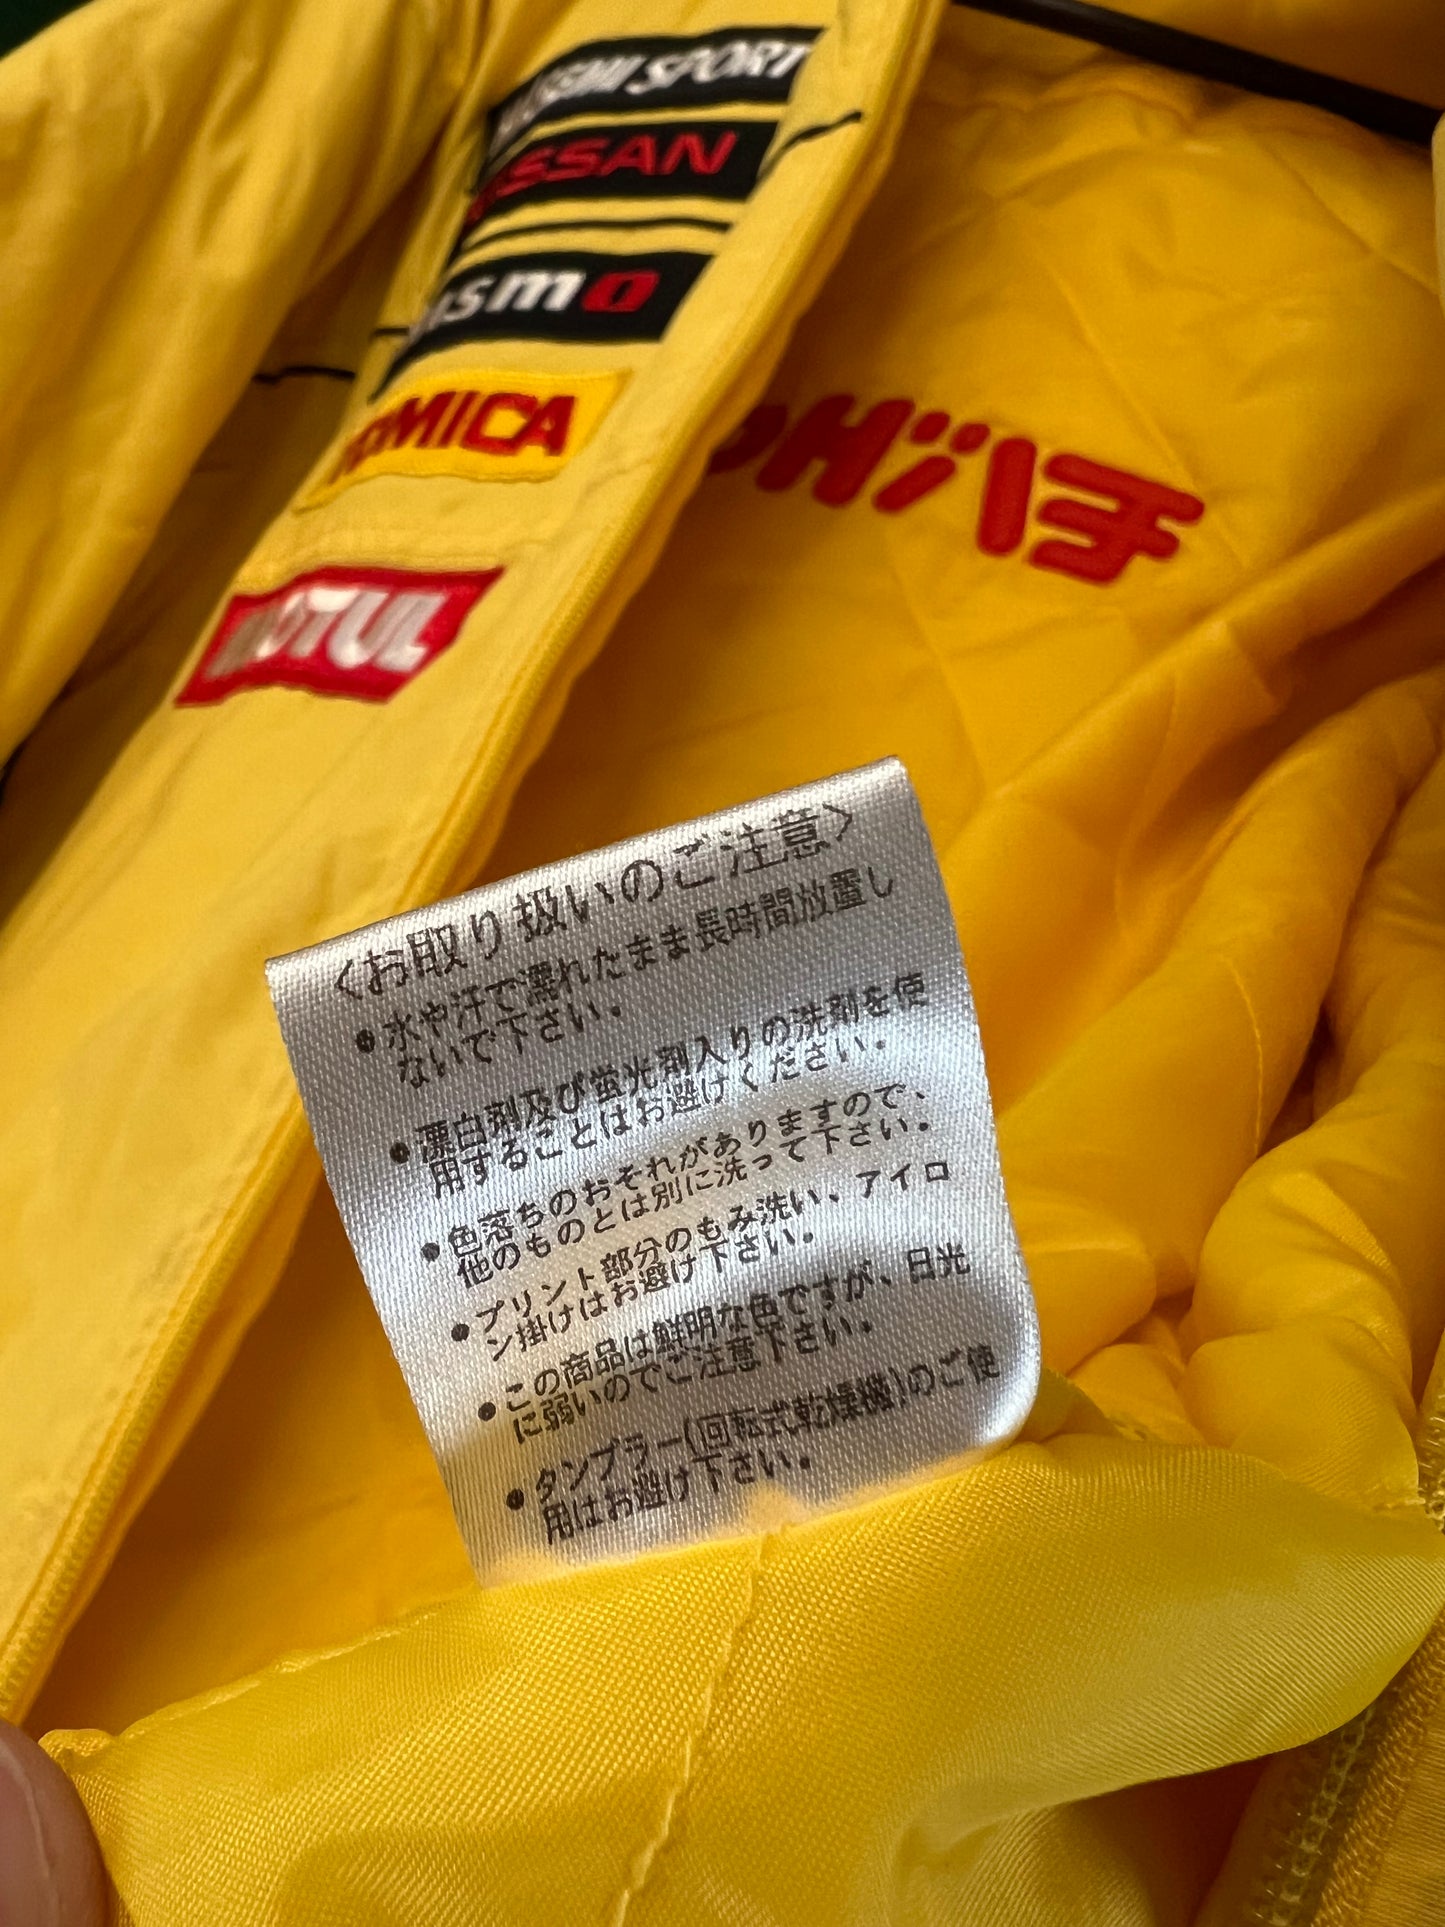 SPORT
NISSAN
nismo
TOMICA
MOTUL
〈お取り扱いのご注意〉
●水や汗で濡れたまま長時間放置し
ないで下さい。
●漂白剤及び蛍光剤入りの洗剤を使
用することはお避けください。
●色落ちのおそれがありますので、
他のものとは別に洗って下さい。
●プリント部分のもみ洗い、アイロ
ン掛けはお避け下さい。
●この商品は鮮明な色ですが、日光
に弱いのでご注意下さい。
●タンブラー(回転式乾燥機)のご使
用はお避け下さい。